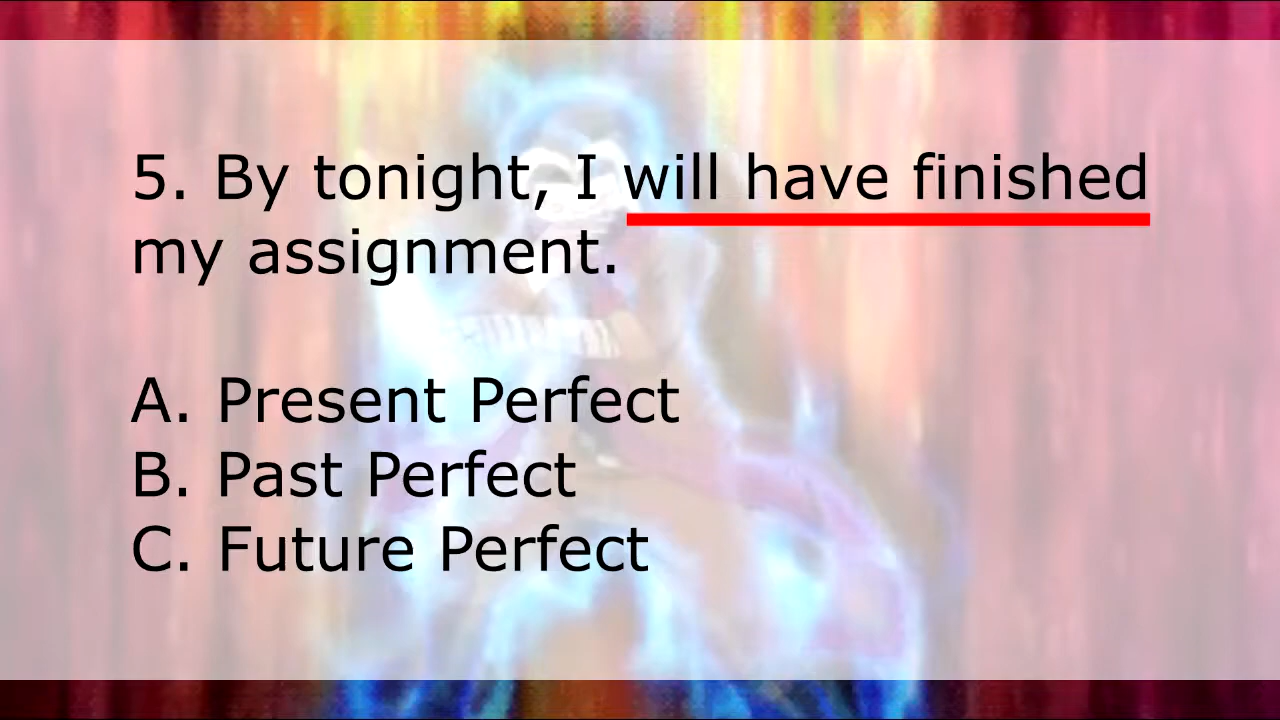 5. By tonight, I will have finished
my assignment.
A. Present Perfect
B. Past Perfect
C. Future Perfect